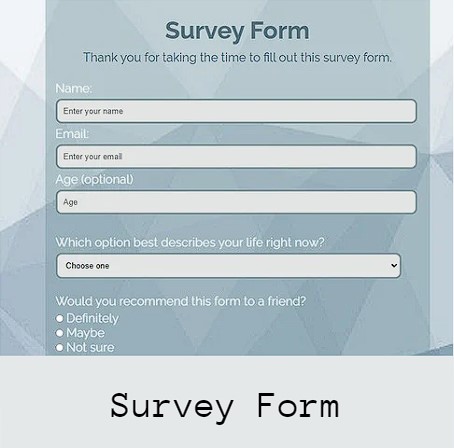 Survey Form
Thank you for taking the time to fill out this survey form.
Name:
Enter your name
Email:
Enter your email
Age (optional)
Age
Which option best describes your life right now?
Choose one
Would you recommend this form to a friend?
Definitely
Maybe
Not sure
Survey Form